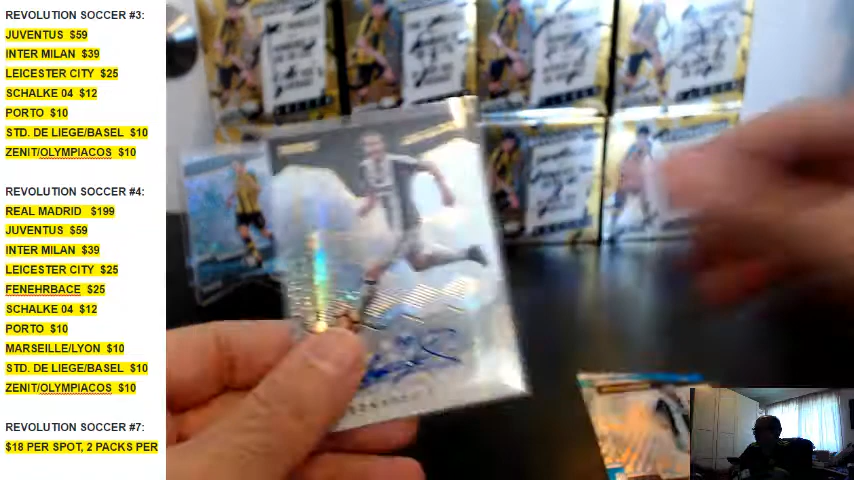 REVOLUTION SOCCER #3:
JUVENTUS $59
INTER MILAN $39
LEICESTER CITY $25
SCHALKE 04 $12
PORTO $10
STD. DE LIEGE/BASEL $10
ZENIT/OLYMPIACOS $10
REVOLUTION SOCCER #4:
REAL MADRID $199
JUVENTUS $59
INTER MILAN $39
LEICESTER CITY $25
FENEHRBACE $25
SCHALKE 04 $12
PORTO $10
MARSEILLE/LYON $10
STD. DE LIEGE/BASEL $10
ZENIT/OLYMPIACOS $10
REVOLUTION SOCCER #7:
$18 PER SPOT, 2 PACKS PER